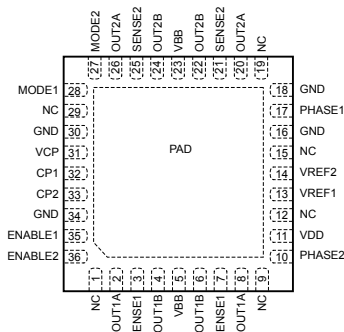 MODE2
OUT2A
SENSE2
OUT2B
VBB
OUT2B
SENSE2
OUT2A
NC
27
26
25
24
23
22
21
20
19
MODE1 28
NC 29
GND 30
VCP 31
CP1 32
CP2 33
GND 34
ENABLE1 35
ENABLE2 36
PAD
18 GND
17 PHASE1
16 GND
15 NC
14 VREF2
13 VREF1
12 NC
11 VDD
10 PHASE2
1
2
3
4
5
6
7
8
9
NC
OUT1A
ENSE1
OUT1B
VBB
OUT1B
ENSE1
OUT1A
NC